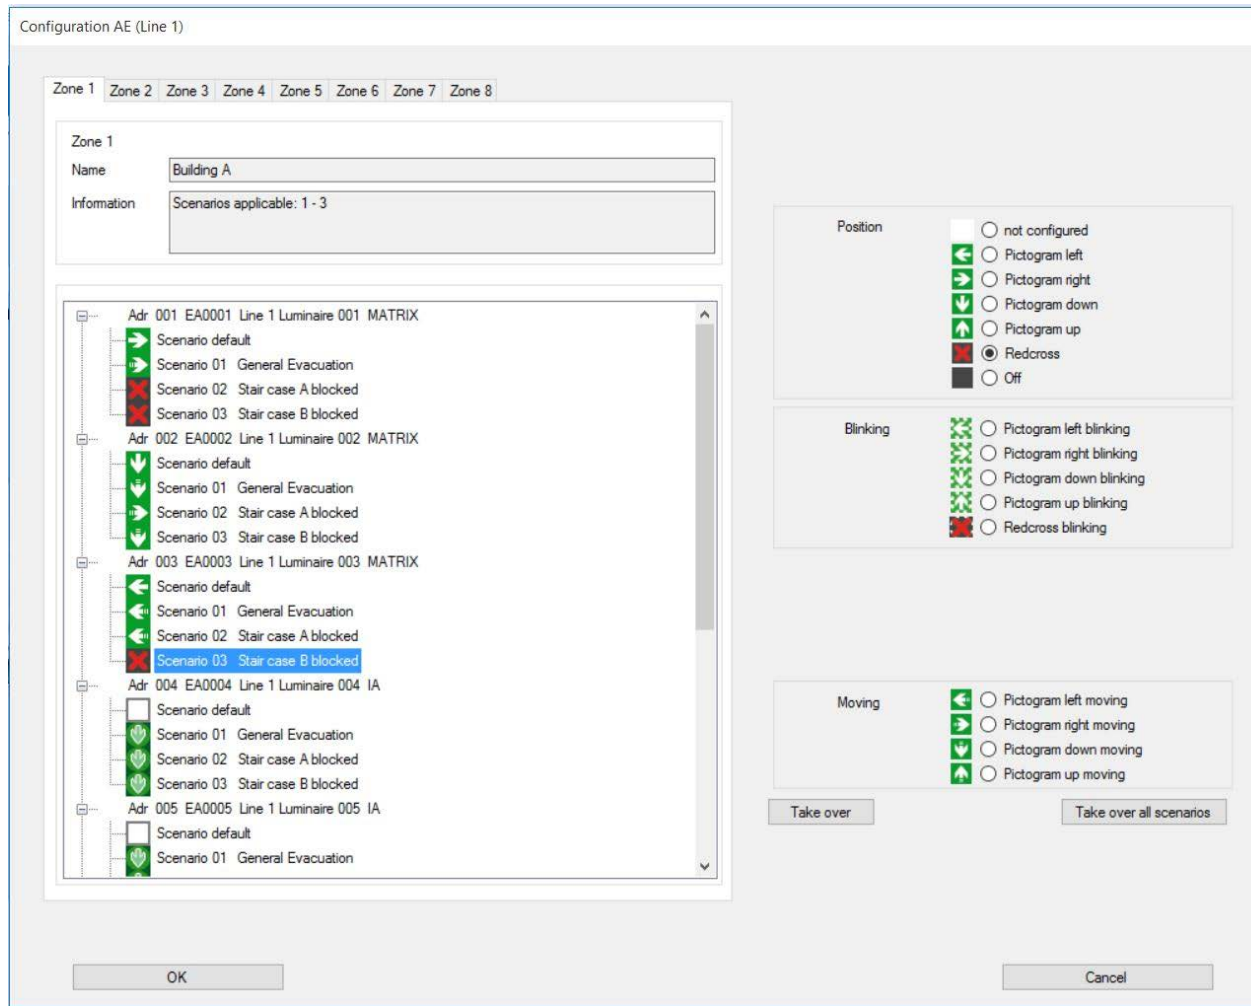 Configuration AE (Line 1)
Zone 1 Zone 2 Zone 3 Zone 4 Zone 5 Zone 6 Zone 7 Zone 8
Zone 1
Name Building A
Information Scenarios applicable: 1 - 3
Adr 001 EA0001 Line 1 Luminaire 001 MATRIX
Scenario default
Scenario 01 General Evacuation
Scenario 02 Stair case A blocked
Scenario 03 Stair case B blocked
Adr 002 EA0002 Line 1 Luminaire 002 MATRIX
Scenario default
Scenario 01 General Evacuation
Scenario 02 Stair case A blocked
Scenario 03 Stair case B blocked
Adr 003 EA0003 Line 1 Luminaire 003 MATRIX
Scenario default
Scenario 01 General Evacuation
Scenario 02 Stair case A blocked
Scenario 03 Stair case B blocked
Adr 004 EA0004 Line 1 Luminaire 004 IA
Scenario default
Scenario 01 General Evacuation
Scenario 02 Stair case A blocked
Scenario 03 Stair case B blocked
Adr 005 EA0005 Line 1 Luminaire 005 IA
Scenario default
Scenario 01 General Evacuation
Position
not configured
Pictogram left
Pictogram right
Pictogram down
Pictogram up
Redcross
Off
Blinking
Pictogram left blinking
Pictogram right blinking
Pictogram down blinking
Pictogram up blinking
Redcross blinking
Moving
Pictogram left moving
Pictogram right moving
Pictogram down moving
Pictogram up moving
Take over
Take over all scenarios
OK
Cancel